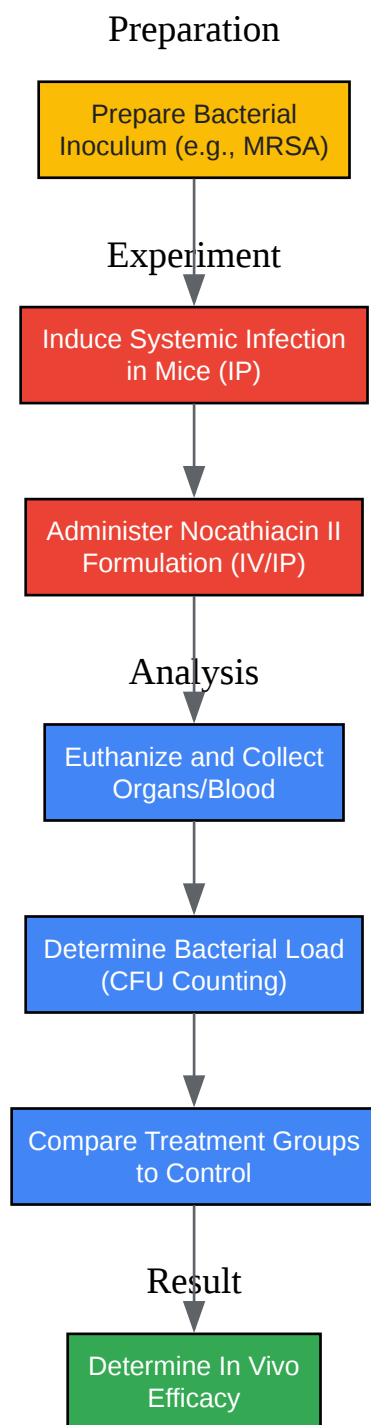 Preparation
Prepare Bacterial
Inoculum (e.g., MRSA)
Experiment
Induce Systemic Infection
in Mice (IP)
Administer Nocathiacin II
Formulation (IV/IP)
Analysis
Euthanize and Collect
Organs/Blood
Determine Bacterial Load
(CFU Counting)
Compare Treatment Groups
to Control
Result
Determine In Vivo
Efficacy